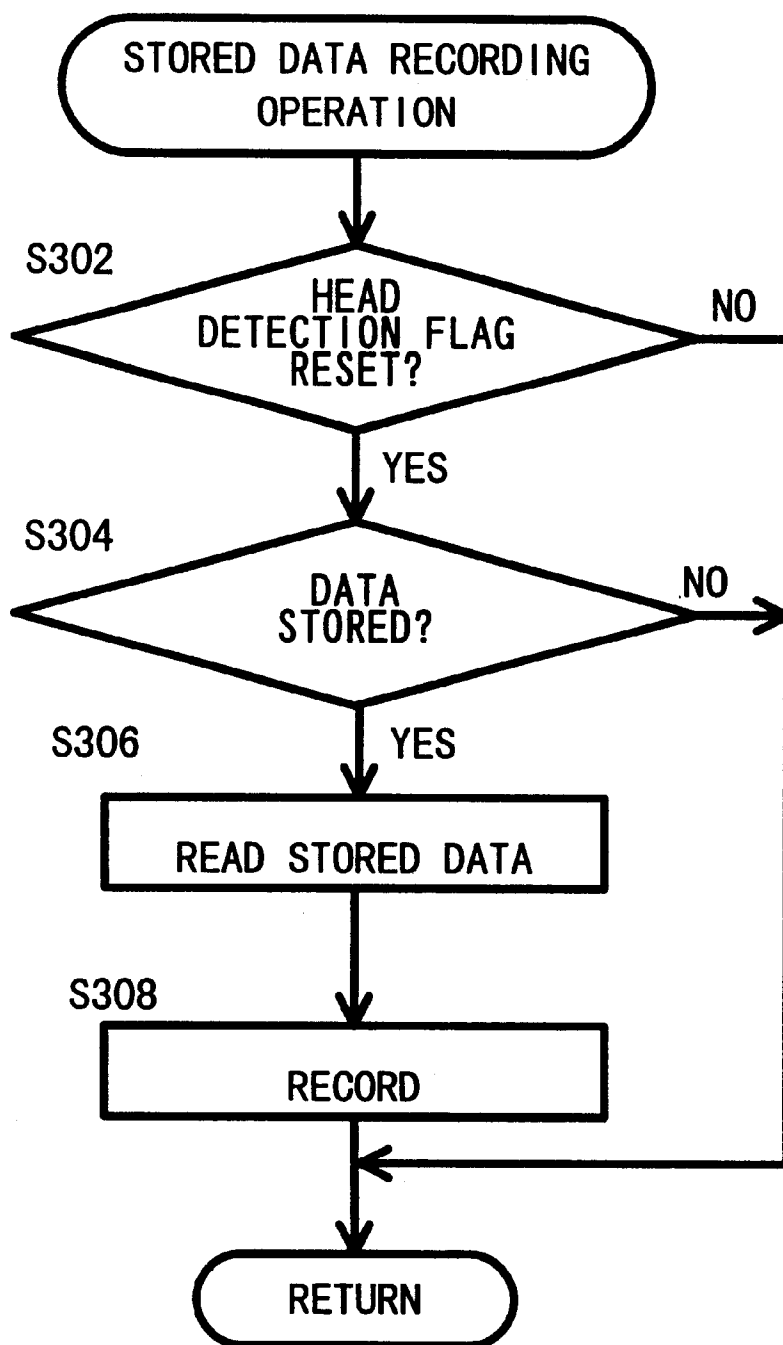 STORED DATA RECORDING
OPERATION
S302
HEAD
DETECTION FLAG
RESET?
NO
YES
S304
DATA
STORED?
NO
YES
S306
READ STORED DATA
S308
RECORD
RETURN